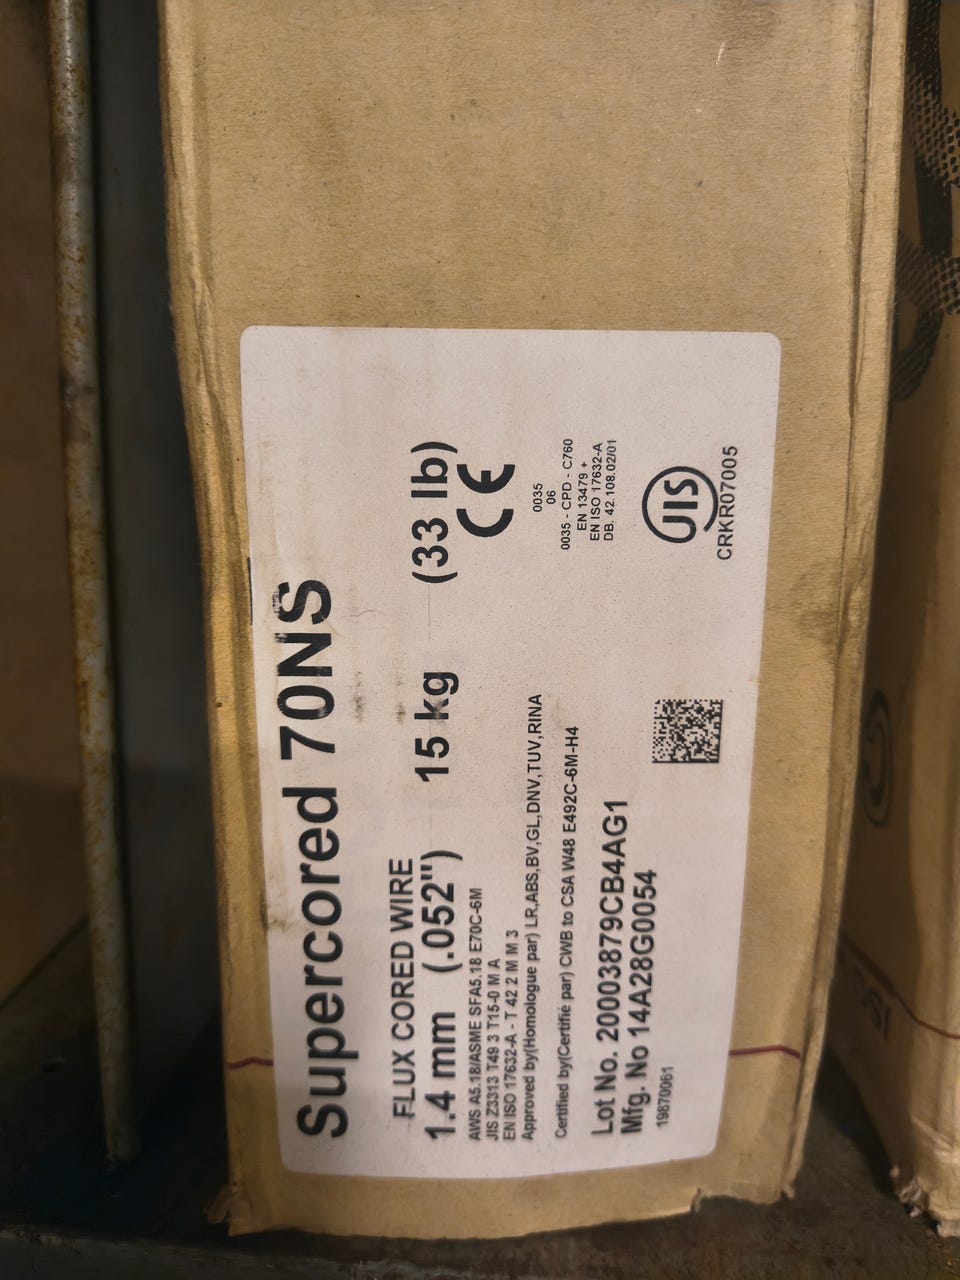 Supercored 70NS
FLUX CORED WIRE
1.4 mm (.052") 15 kg (33 lb)
AWS A5.18/ASME SFA5.18 E70C-6M
JIS Z3313 T49 3 T15-0 M A
EN ISO 17632-A - T 42 2 M M 3
Approved by(Homologue par) LR,ABS,BV,GL,DNV,TUV,RINA
Certified by(Certifié par) CWB to CSA W48 E492C-6M-H4
Lot No. 20003879CB4AG1
Mfg. No 14A28G0054
19870061
CE
0035
06
0035 - CPD - C760
EN 13479 +
EN ISO 17632-A
DB. 42.108.02/01
JIS
CRKR07005